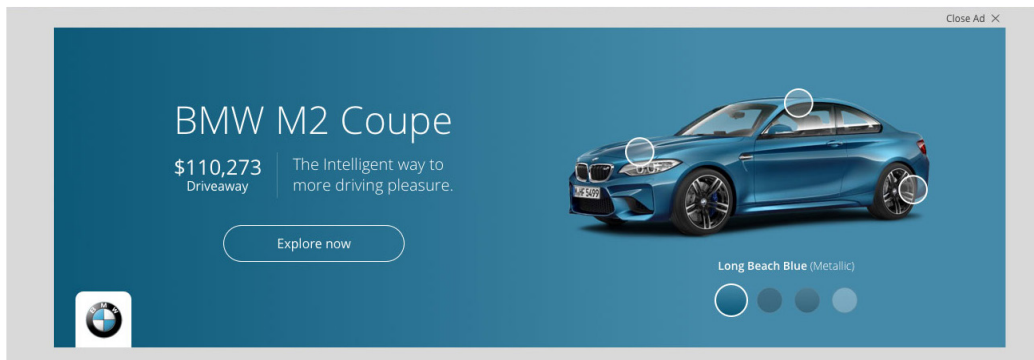 Close Ad
BMW M2 Coupe
$110,273
Driveaway
The Intelligent way to
more driving pleasure.
Explore now
Long Beach Blue (Metallic)
BMW